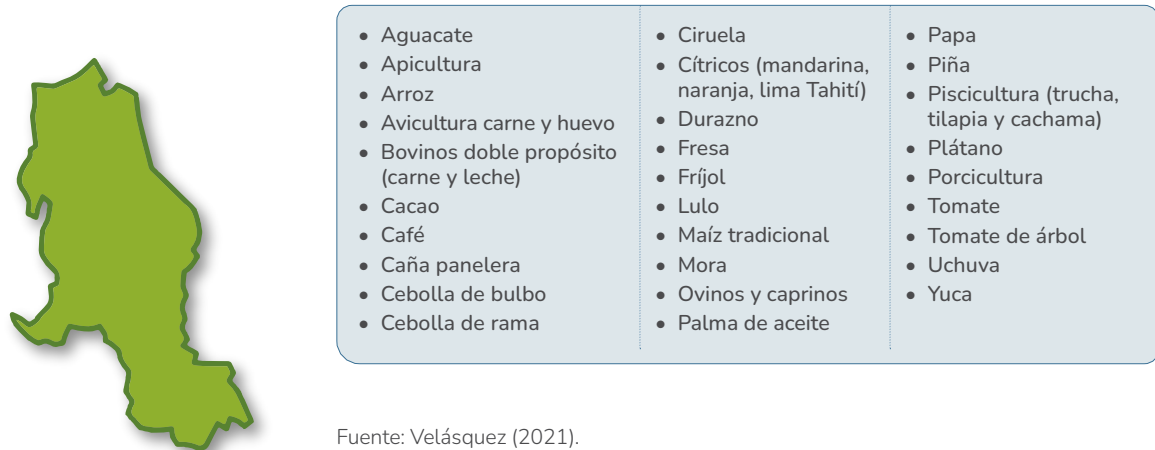 • Aguacate
• Apicultura
• Arroz
• Avicultura carne y huevo
• Bovinos doble propósito
(carne y leche)
• Cacao
• Café
• Caña panelera
• Cebolla de bulbo
• Cebolla de rama
• Ciruela
• Cítricos (mandarina,
naranja, lima Tahití)
• Durazno
• Fresa
• Fríjol
• Lulo
• Maíz tradicional
• Mora
• Ovinos y caprinos
• Palma de aceite
• Papa
• Piña
• Piscicultura (trucha,
tilapia y cachama)
• Plátano
• Porcicultura
• Tomate
• Tomate de árbol
• Uchuva
• Yuca
Fuente: Velásquez (2021).